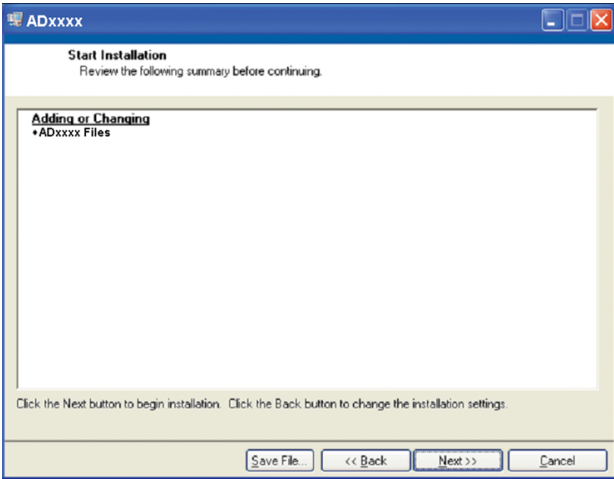 ADxxxx
Start Installation
Review the following summary before continuing.
Adding or Changing
•ADxxxx Files
Click the Next button to begin installation. Click the Back button to change the installation settings.
Save File... << Back Next >> Cancel